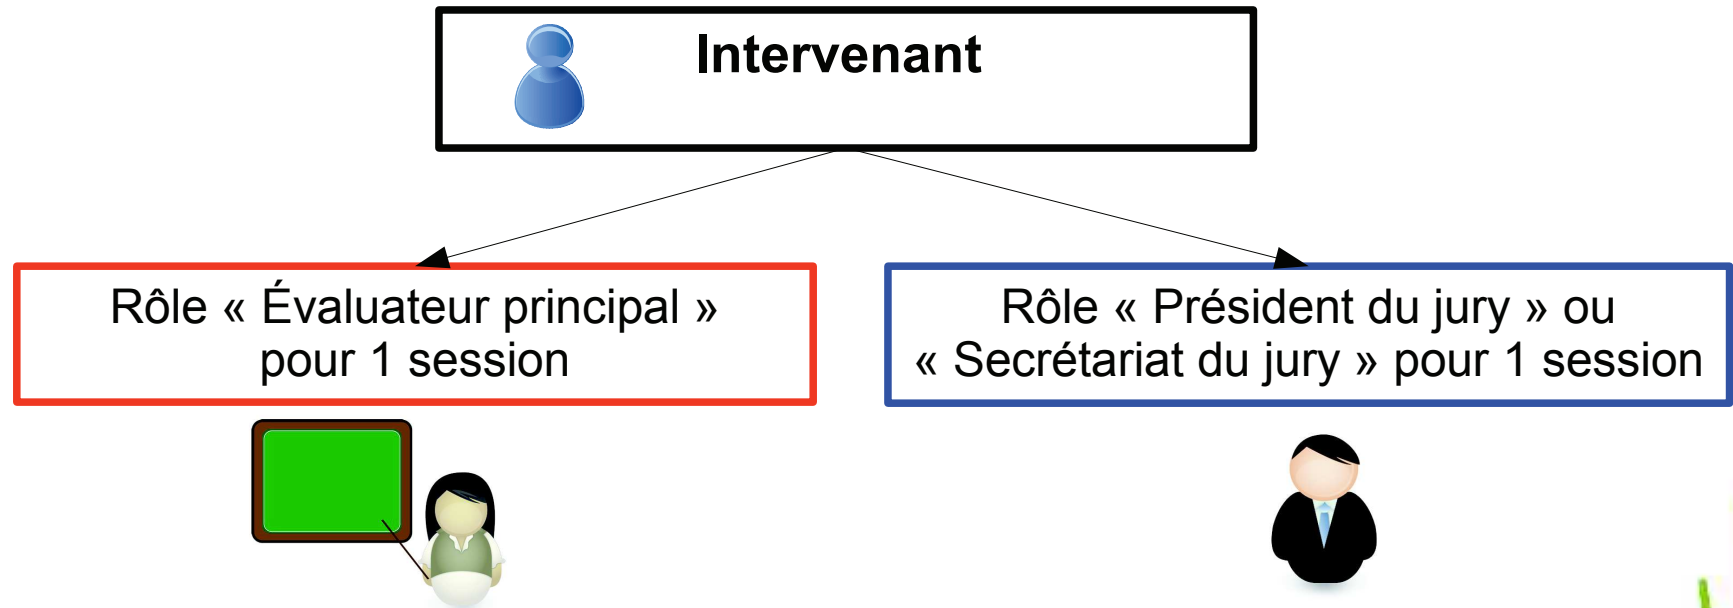 Intervenant
Rôle « Évaluateur principal »
pour 1 session
Rôle « Président du jury » ou
« Secrétariat du jury » pour 1 session